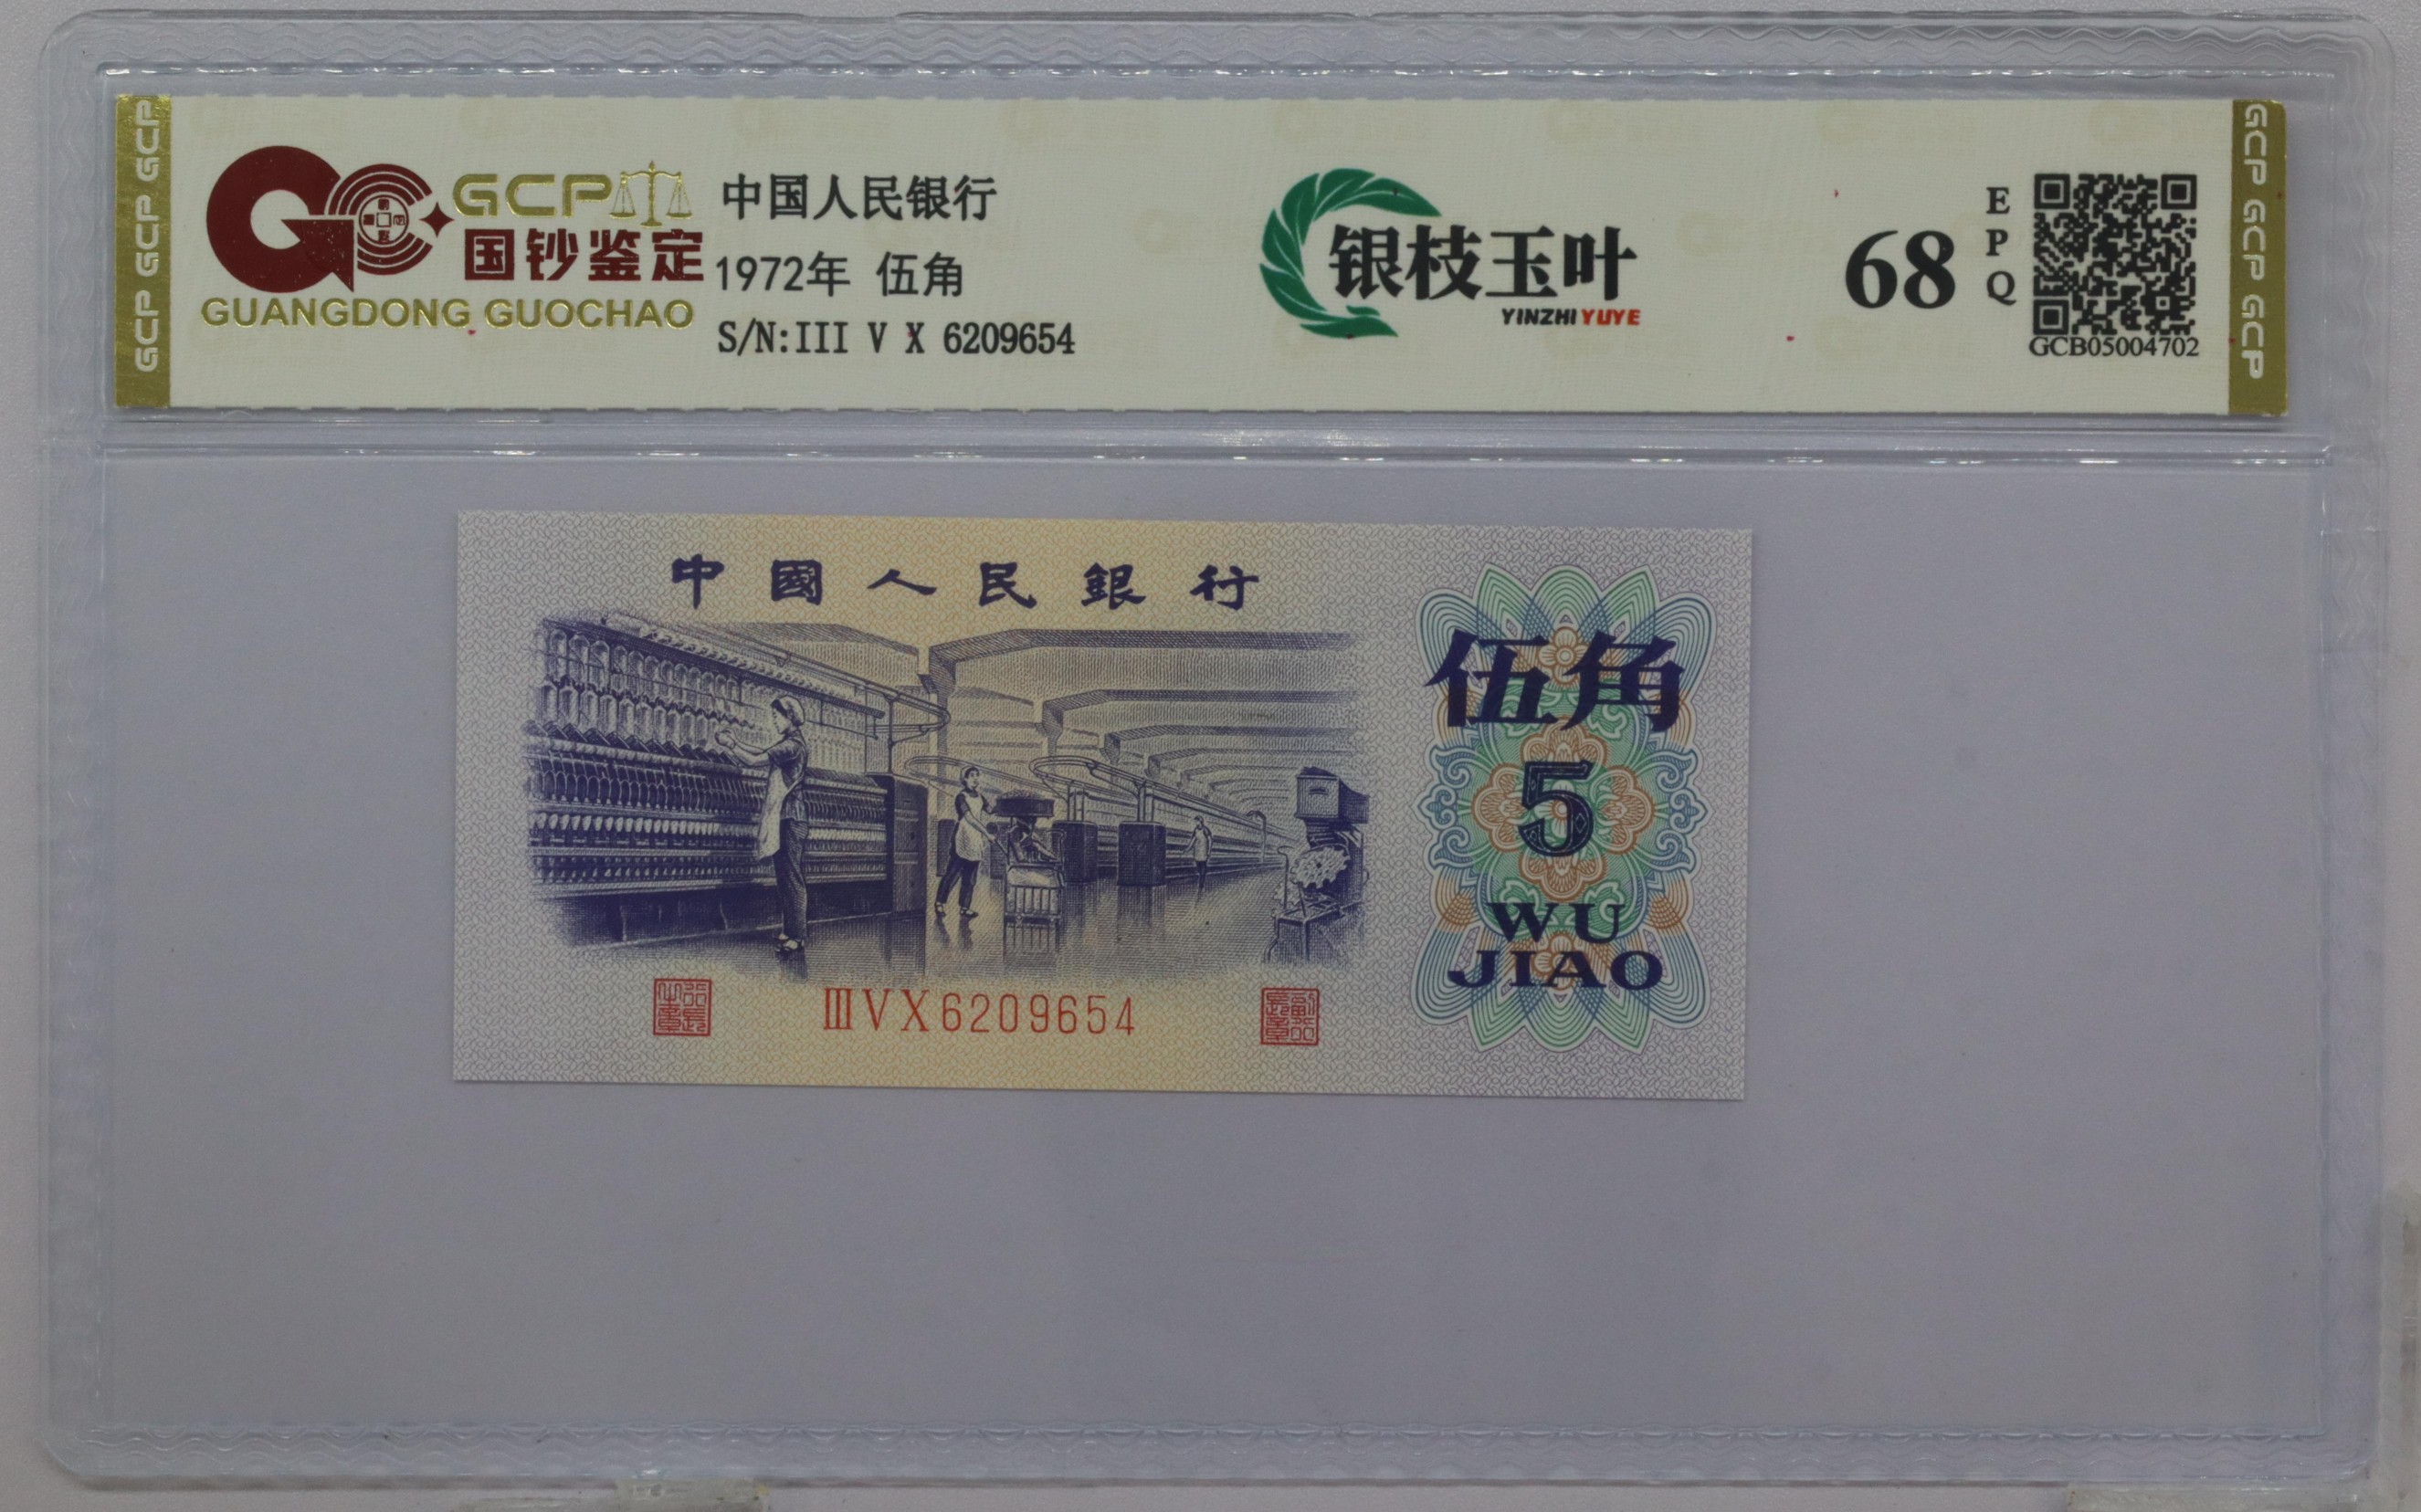 GCP GCP GCP
GCP
国钞鉴定
GUANGDONG GUOCHAO
中国人民银行
1972年 伍角
S/N:III V X 6209654
银枝玉叶
YINZHI YUYE
68
EPQ
GCB05004702
GCP GCP GCP
中國人民銀行
伍角
5
WU
JIAO
ⅢVX6209654